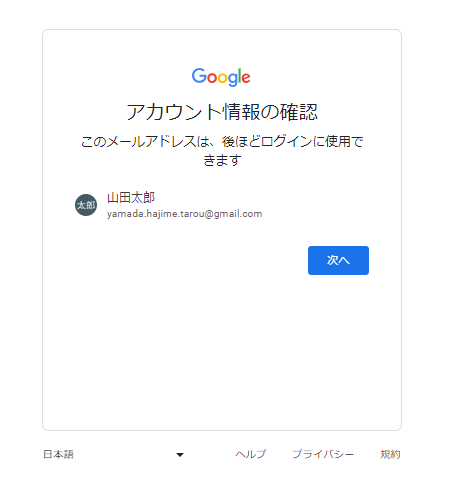 Google
アカウント情報の確認
このメールアドレスは、後ほどログインに使用で
きます
太郎
山田太郎
yamada.hajime.tarou@gmail.com
次へ
日本語
ヘルプ
プライバシー
規約